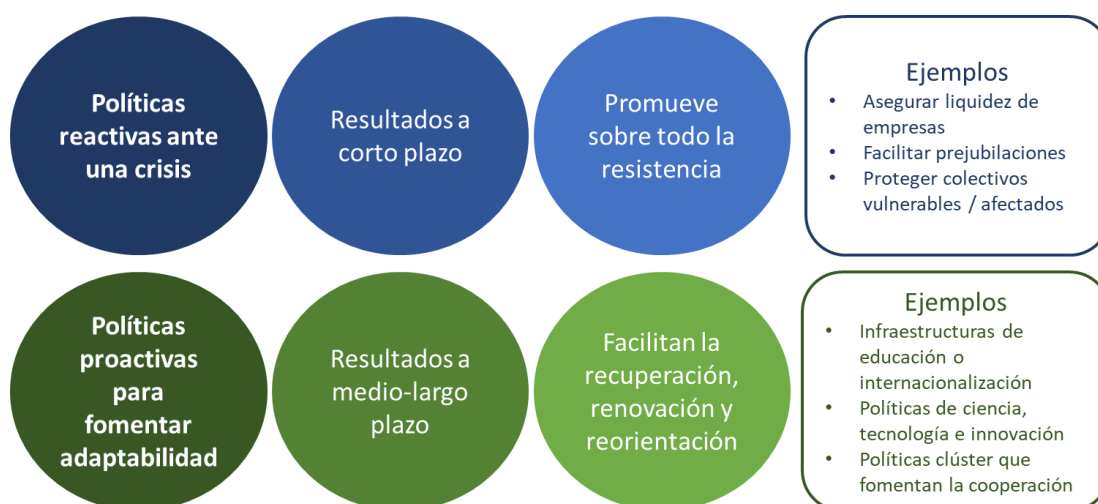 Políticas
reactivas ante
una crisis
Resultados a
corto plazo
Promueve
sobre todo la
resistencia
Ejemplos
• Asegurar liquidez de
empresas
• Facilitar prejubilaciones
• Proteger colectivos
vulnerables / afectados
Políticas
proactivas
para
fomentar
adaptabilidad
Resultados a
medio-largo
plazo
Facilitan la
recuperación,
renovación y
reorientación
Ejemplos
• Infraestructuras de
educación o
internacionalización
• Políticas de ciencia,
tecnología e innovación
• Políticas clúster que
fomentan la cooperación